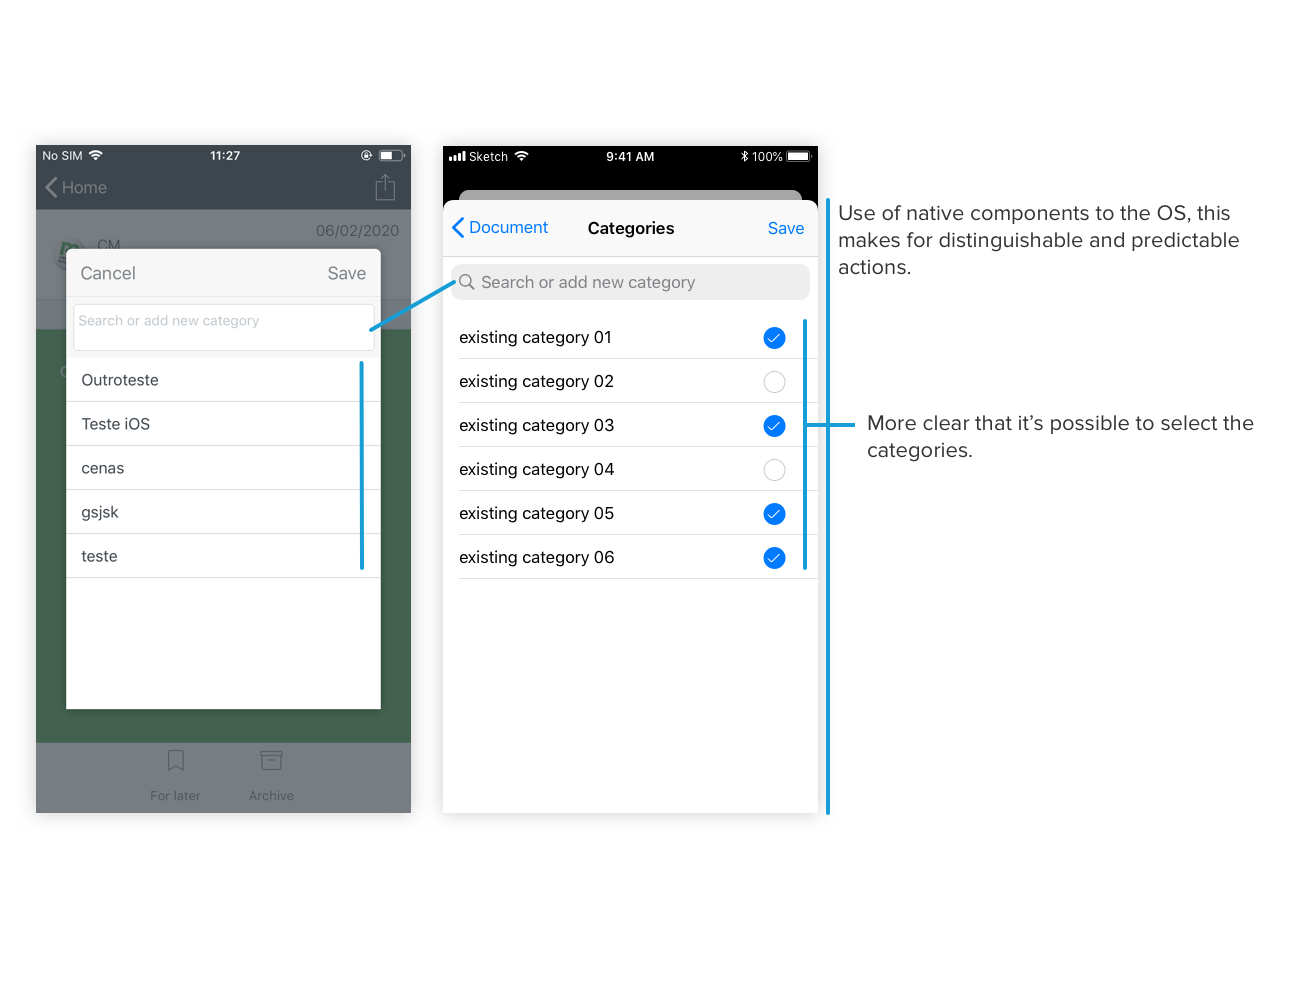 No SIM 11:27
Home
06/02/2020
CM
Cancel Save
Search or add new category
Outroteste
Teste iOS
cenas
gsjsk
teste
For later Archive
Sketch 9:41 AM 100%
Document Categories Save
Search or add new category
existing category 01
existing category 02
existing category 03
existing category 04
existing category 05
existing category 06
Use of native components to the OS, this
makes for distinguishable and predictable
actions.
More clear that it’s possible to select the
categories.